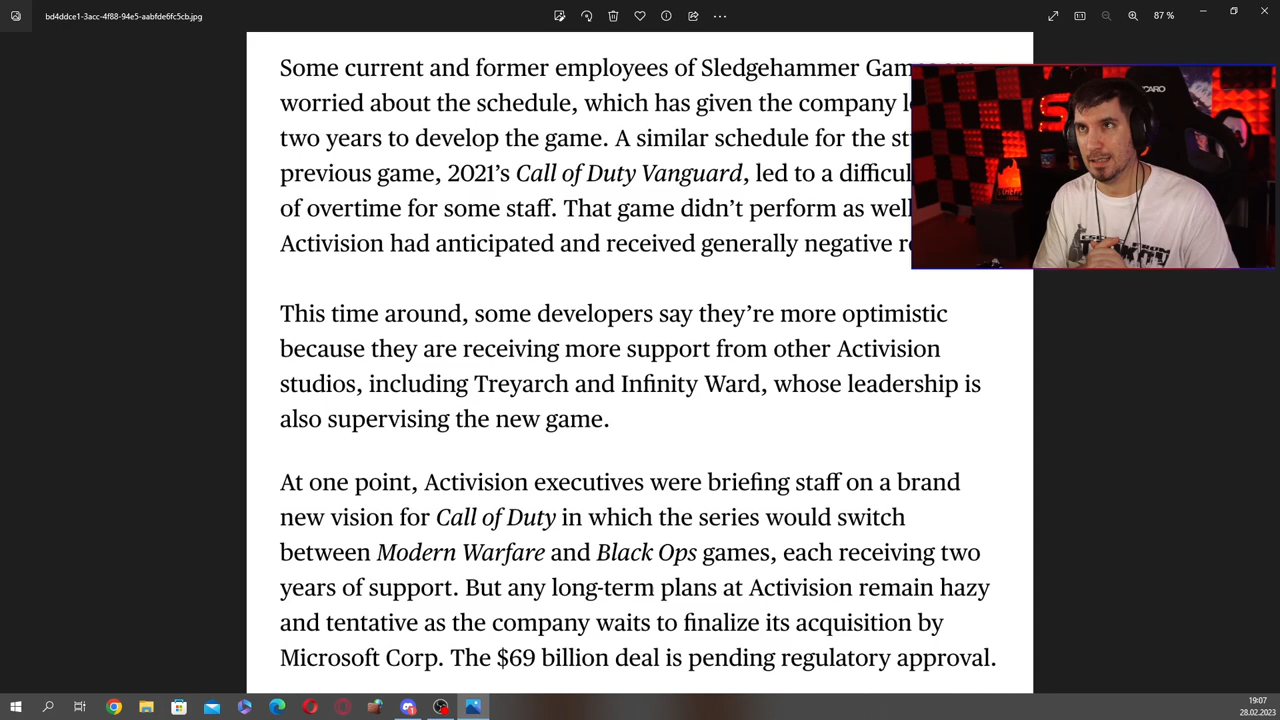 bd4ddce1-3acc-4f88-94e5-aabfde6fc5cb.jpg
87 %
Some current and former employees of Sledgehammer
worried about the schedule, which has given the company
two years to develop the game. A similar schedule for the
previous game, 2021’s Call of Duty Vanguard, led to a
of overtime for some staff. That game didn’t perform as well
Activision had anticipated and received generally negative
This time around, some developers say they’re more optimistic
because they are receiving more support from other Activision
studios, including Treyarch and Infinity Ward, whose leadership is
also supervising the new game.
At one point, Activision executives were briefing staff on a brand
new vision for Call of Duty in which the series would switch
between Modern Warfare and Black Ops games, each receiving two
years of support. But any long-term plans at Activision remain hazy
and tentative as the company waits to finalize its acquisition by
Microsoft Corp. The $69 billion deal is pending regulatory approval.
19:07
28.02.2023